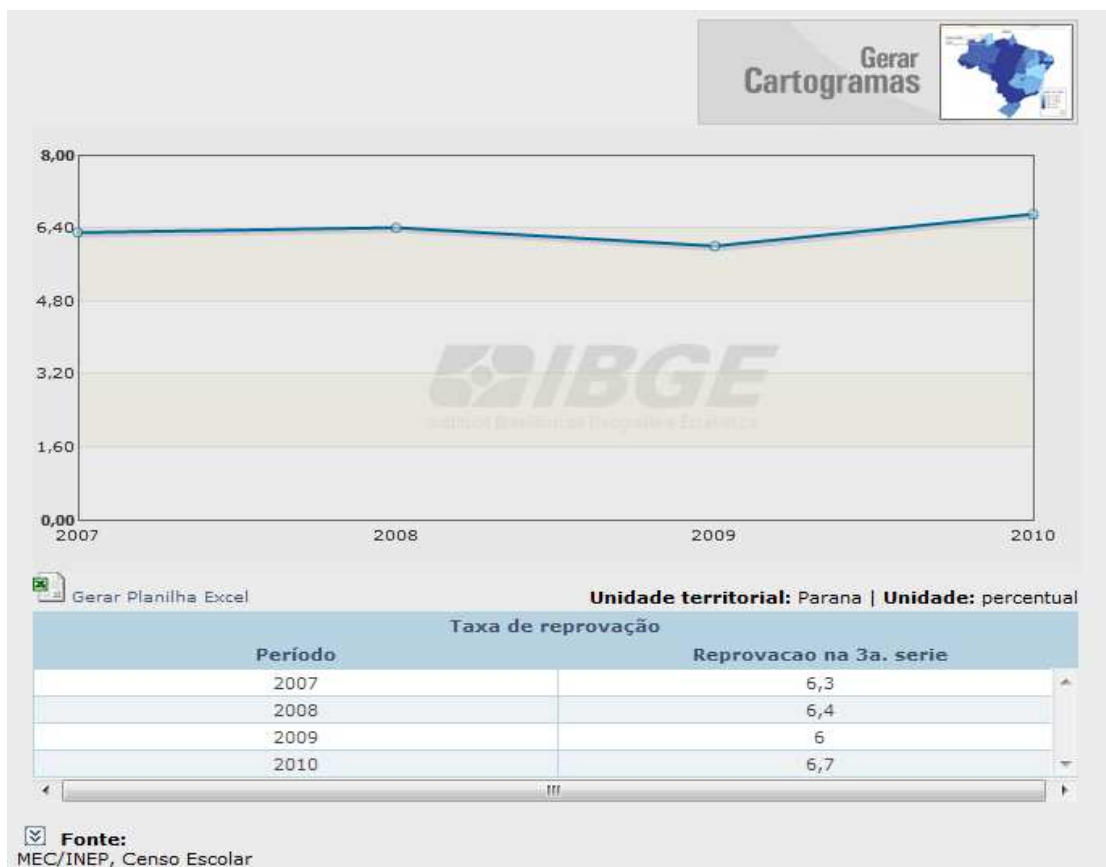 Gerar
Cartogramas
8,00
6,40
4,80
3,20
1,60
0,00
IBGE
2007 2008 2009 2010
Gerar Planilha Excel
Unidade territorial: Parana | Unidade: percentual
Taxa de reprovação
Período Reprovacao na 3a. serie
2007 6,3
2008 6,4
2009 6
2010 6,7
Fonte:
MEC/INEP, Censo Escolar